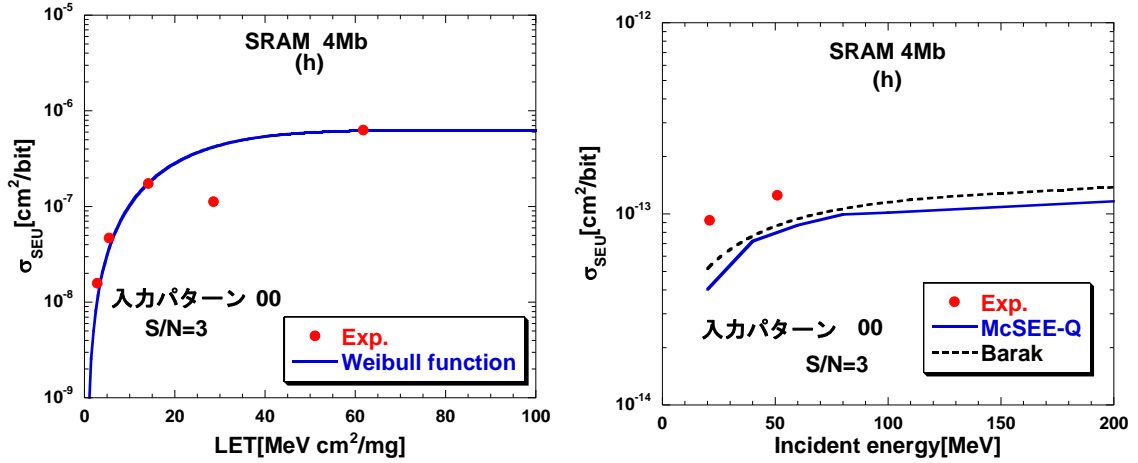 SRAM 4Mb
(h)
10⁻⁵
10⁻⁶
10⁻⁷
10⁻⁸
10⁻⁹
σSEU[cm²/bit]
入力パターン 00
S/N=3
Exp.
Weibull function
0 20 40 60 80 100
LET[MeV cm²/mg]
SRAM 4Mb
(h)
10⁻¹²
10⁻¹³
10⁻¹⁴
σSEU[cm²/bit]
入力パターン 00
S/N=3
Exp.
McSEE-Q
Barak
0 50 100 150 200
Incident energy[MeV]